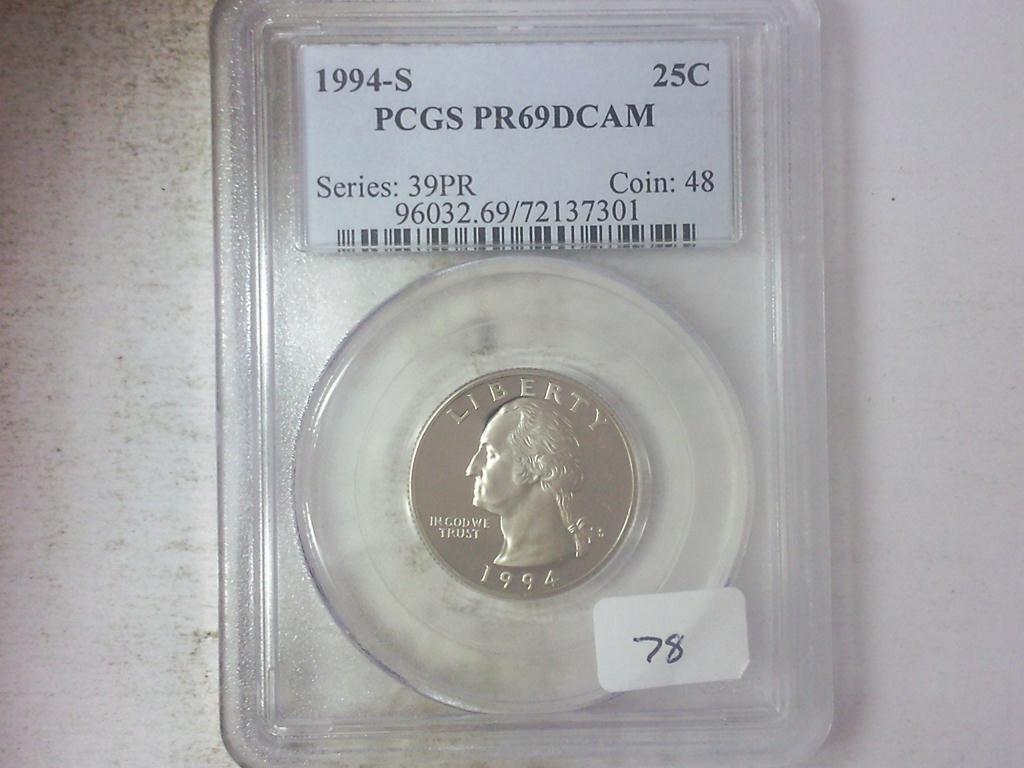 1994-S 25C
PCGS PR69DCAM
Series: 39PR Coin: 48
96032.69/72137301
LIBERTY
IN GOD WE
TRUST
S
1994
78